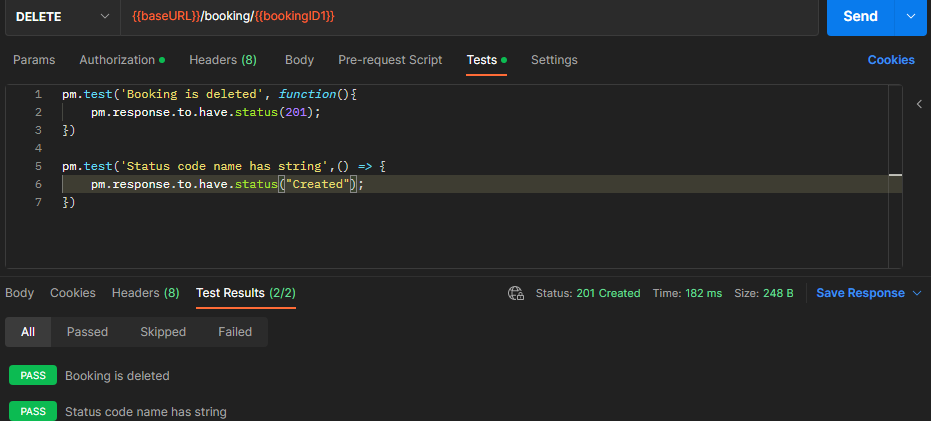 DELETE {{baseURL}}/booking/{{bookingID1}} Send
Params Authorization Headers (8) Body Pre-request Script Tests Settings Cookies
1 pm.test('Booking is deleted', function(){
2 pm.response.to.have.status(201);
3 })
4
5 pm.test('Status code name has string',() => {
6 pm.response.to.have.status("Created");
7 })
Body Cookies Headers (8) Test Results (2/2) Status: 201 Created Time: 182 ms Size: 248 B Save Response
All Passed Skipped Failed
PASS Booking is deleted
PASS Status code name has string